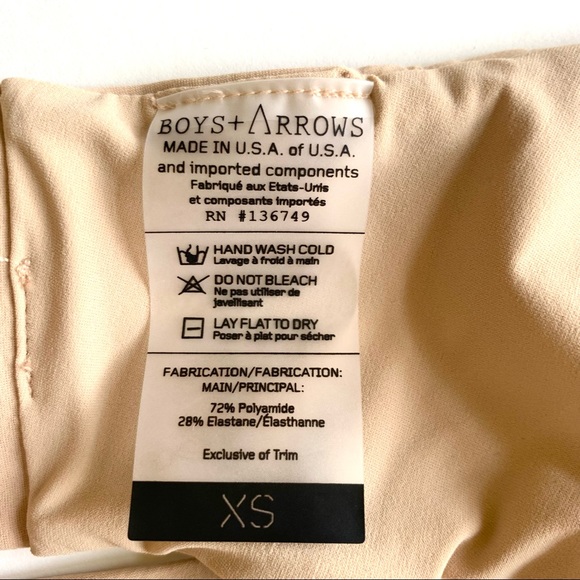 BOYS+ARROWS
MADE IN U.S.A. of U.S.A.
and imported components
Fabriqué aux Etats-Unis
et composants importés
RN #136749
HAND WASH COLD
Lavage à froid à main
DO NOT BLEACH
Ne pas utiliser de
javellisant
LAY FLAT TO DRY
Poser à plat pour sécher
FABRICATION/FABRICATION:
MAIN/PRINCIPAL:
72% Polyamide
28% Elastane/Élasthanne
Exclusive of Trim
XS